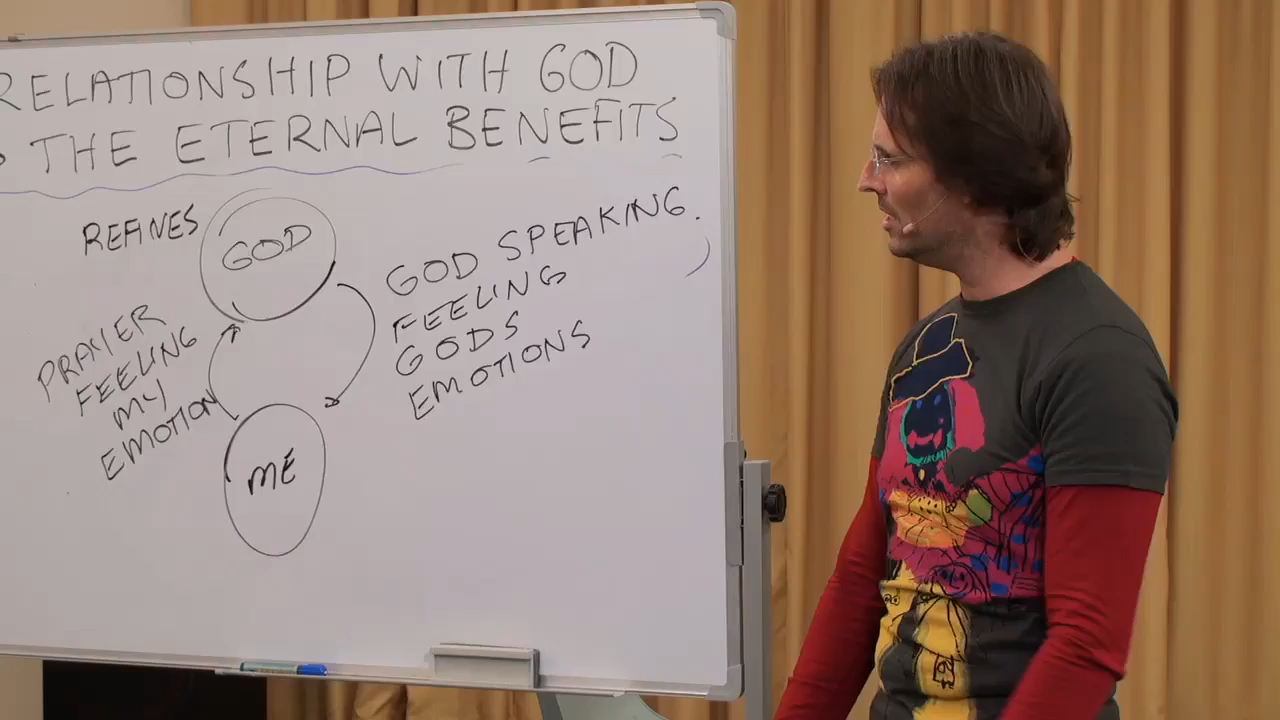 RELATIONSHIP WITH GOD
THE ETERNAL BENEFITS
REFINES
GOD
GOD SPEAKING.
FEELING
GODS
EMOTIONS
PRAYER
FEELING
MY
EMOTION
ME